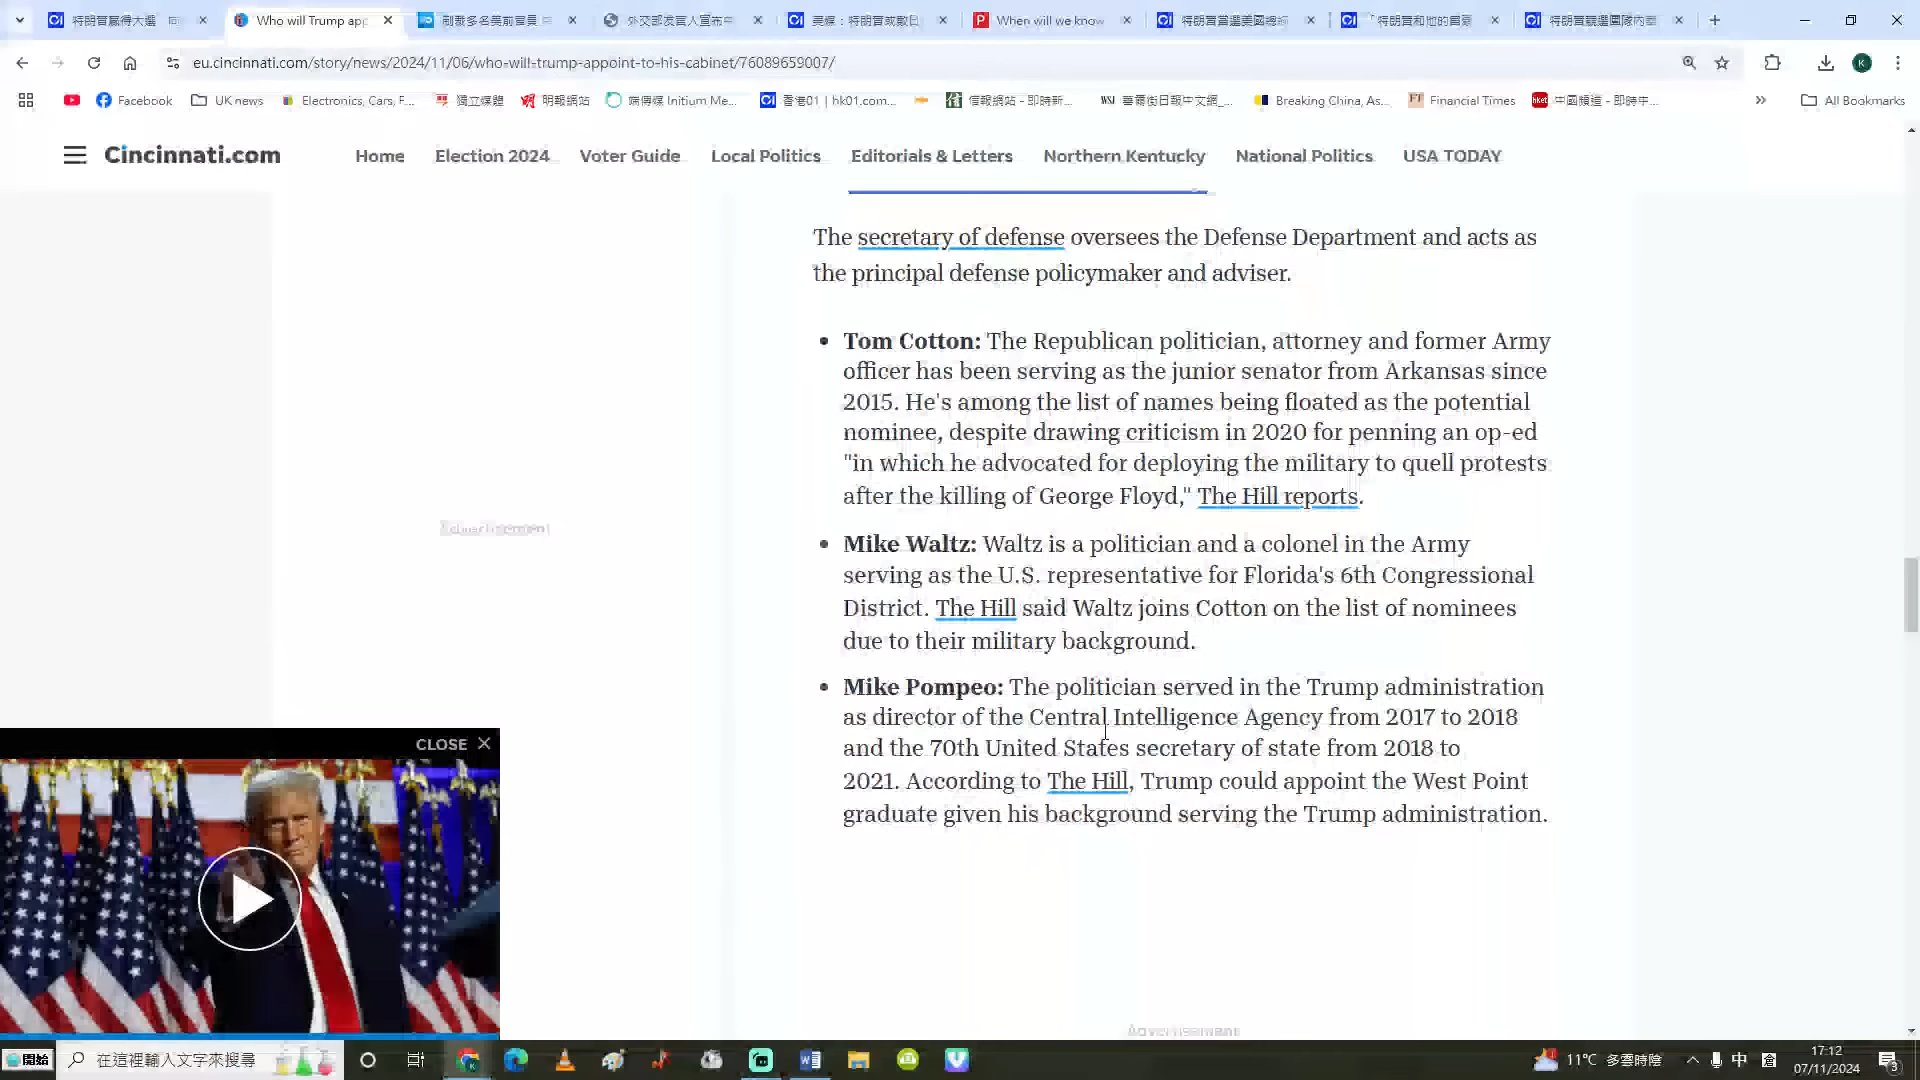 特朗普贏得大選
Who will Trump app
剛剛多名美前官員
外交部发言人宣布
英媒：特朗普或數日
When will we know
特朗普當選美國總統
特朗普競選團隊內
eu.cincinnati.com/story/news/2024/11/06/who-will-trump-appoint-to-his-cabinet/76089659007/
K
Facebook
UK news
Electronics, Cars, F...
獨立媒體
明報網站
端傳媒 Initium Me...
香港01 | hk01.com...
信報網站 - 即時新...
WSJ
華爾街日報中文網_...
Breaking China, As...
FT
Financial Times
hket
中國頻道 - 即時中...
All Bookmarks
Cincinnati.com
Home
Election 2024
Voter Guide
Local Politics
Editorials & Letters
Northern Kentucky
National Politics
USA TODAY
The secretary of defense oversees the Defense Department and acts as
the principal defense policymaker and adviser.
Tom Cotton: The Republican politician, attorney and former Army
officer has been serving as the junior senator from Arkansas since
2015. He's among the list of names being floated as the potential
nominee, despite drawing criticism in 2020 for penning an op-ed
"in which he advocated for deploying the military to quell protests
after the killing of George Floyd," The Hill reports.
Advertisement
Mike Waltz: Waltz is a politician and a colonel in the Army
serving as the U.S. representative for Florida's 6th Congressional
District. The Hill said Waltz joins Cotton on the list of nominees
due to their military background.
Mike Pompeo: The politician served in the Trump administration
as director of the Central Intelligence Agency from 2017 to 2018
and the 70th United States secretary of state from 2018 to
2021. According to The Hill, Trump could appoint the West Point
graduate given his background serving the Trump administration.
CLOSE
Advertisement
開始
在這裡輸入文字來搜尋
11°C 多雲時陰
中
倉
17:12
07/11/2024
3